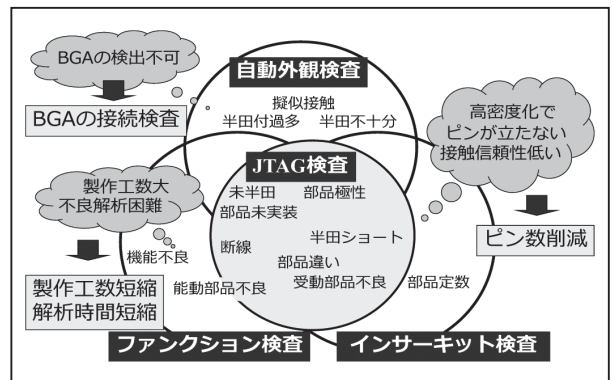 BGAの検出不可
BGAの接続検査
自動外観検査
擬似接触
半田付過多 半田不十分
高密度化で
ピンが立たない
接触信頼性低い
ピン数削減
JTAG検査
未半田 部品極性
部品未実装
断線 半田ショート
部品違い
受動部品不良
製作工数大
不良解析困難
機能不良
能動部品不良
部品定数
製作工数短縮
解析時間短縮
ファンクション検査
インサーキット検査